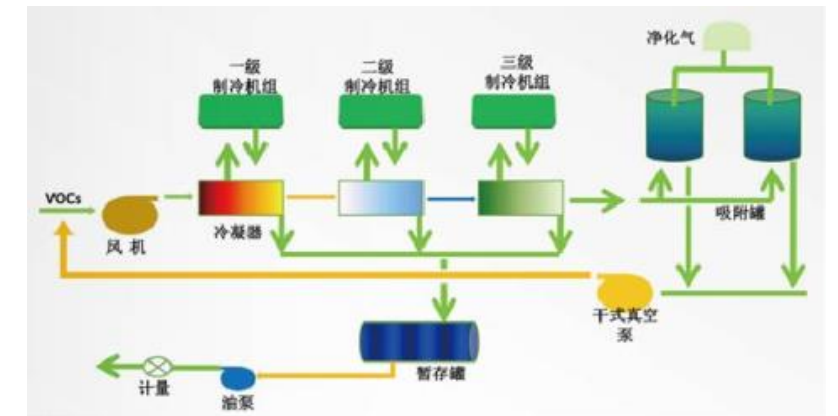 净化气
一级
制冷机组
二级
制冷机组
三级
制冷机组
VOCs
风 机
冷凝器
吸附罐
干式真空
泵
暂存罐
计量
油泵